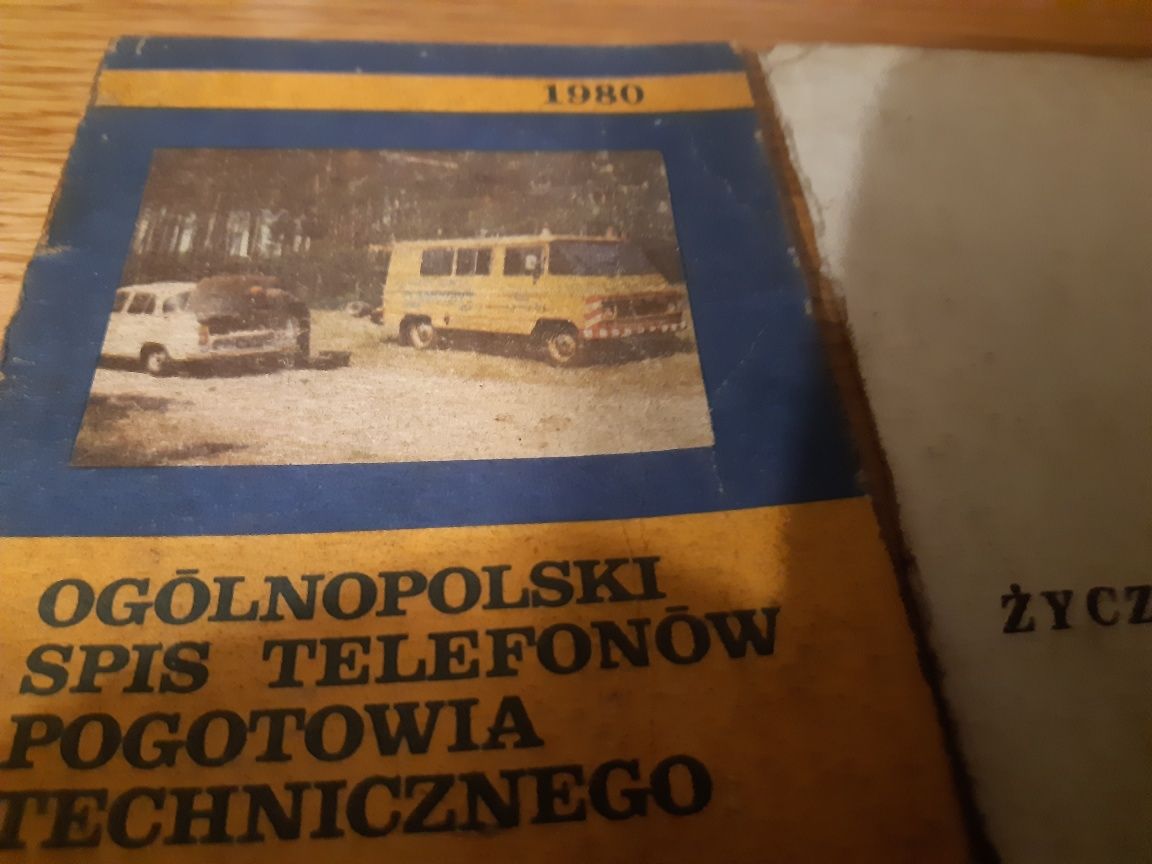 1980
OGÓLNOPOLSKI
SPIS TELEFONÓW
POGOTOWIA
TECHNICZNEGO
ŻYCZ